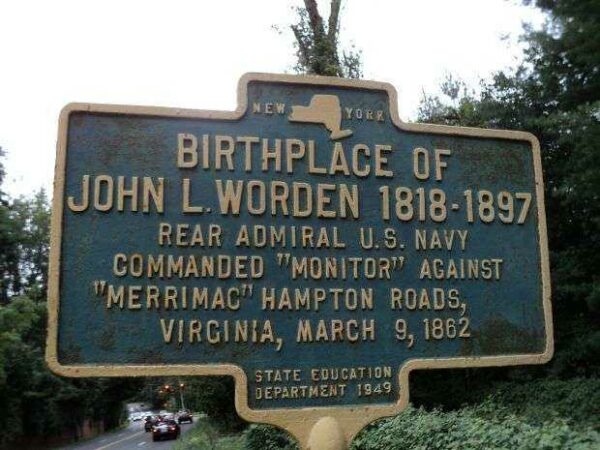 NEW YORK
BIRTHPLACE OF
JOHN L. WORDEN 1818-1897
REAR ADMIRAL U.S. NAVY
COMMANDED "MONITOR" AGAINST
"MERRIMAC" HAMPTON ROADS,
VIRGINIA, MARCH 9, 1862
STATE EDUCATION
DEPARTMENT 1949